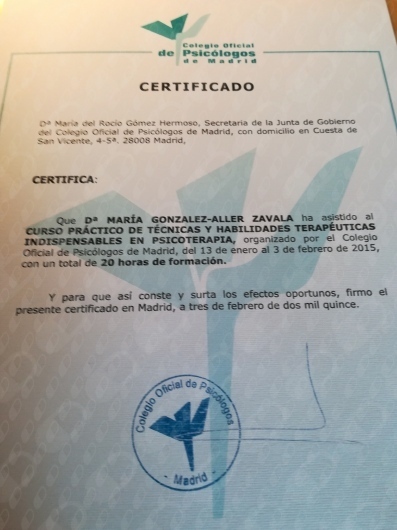 Colegio Oficial
de Psicólogos
de Madrid
CERTIFICADO
Dª María del Rocío Gómez Hermoso, Secretaria de la Junta de Gobierno
del Colegio Oficial de Psicólogos de Madrid, con domicilio en Cuesta de
San Vicente, 4-5ª. 28008 Madrid,
CERTIFICA:
Que Dª MARÍA GONZALEZ-ALLER ZAVALA ha asistido al
CURSO PRÁCTICO DE TÉCNICAS Y HABILIDADES TERAPÉUTICAS
INDISPENSABLES EN PSICOTERAPIA, organizado por el Colegio
Oficial de Psicólogos de Madrid, del 13 de enero al 3 de febrero de 2015,
con un total de 20 horas de formación.
Y para que así conste y surta los efectos oportunos, firmo el
presente certificado en Madrid, a tres de febrero de dos mil quince.
Colegio Oficial de Psicólogos
- Madrid -